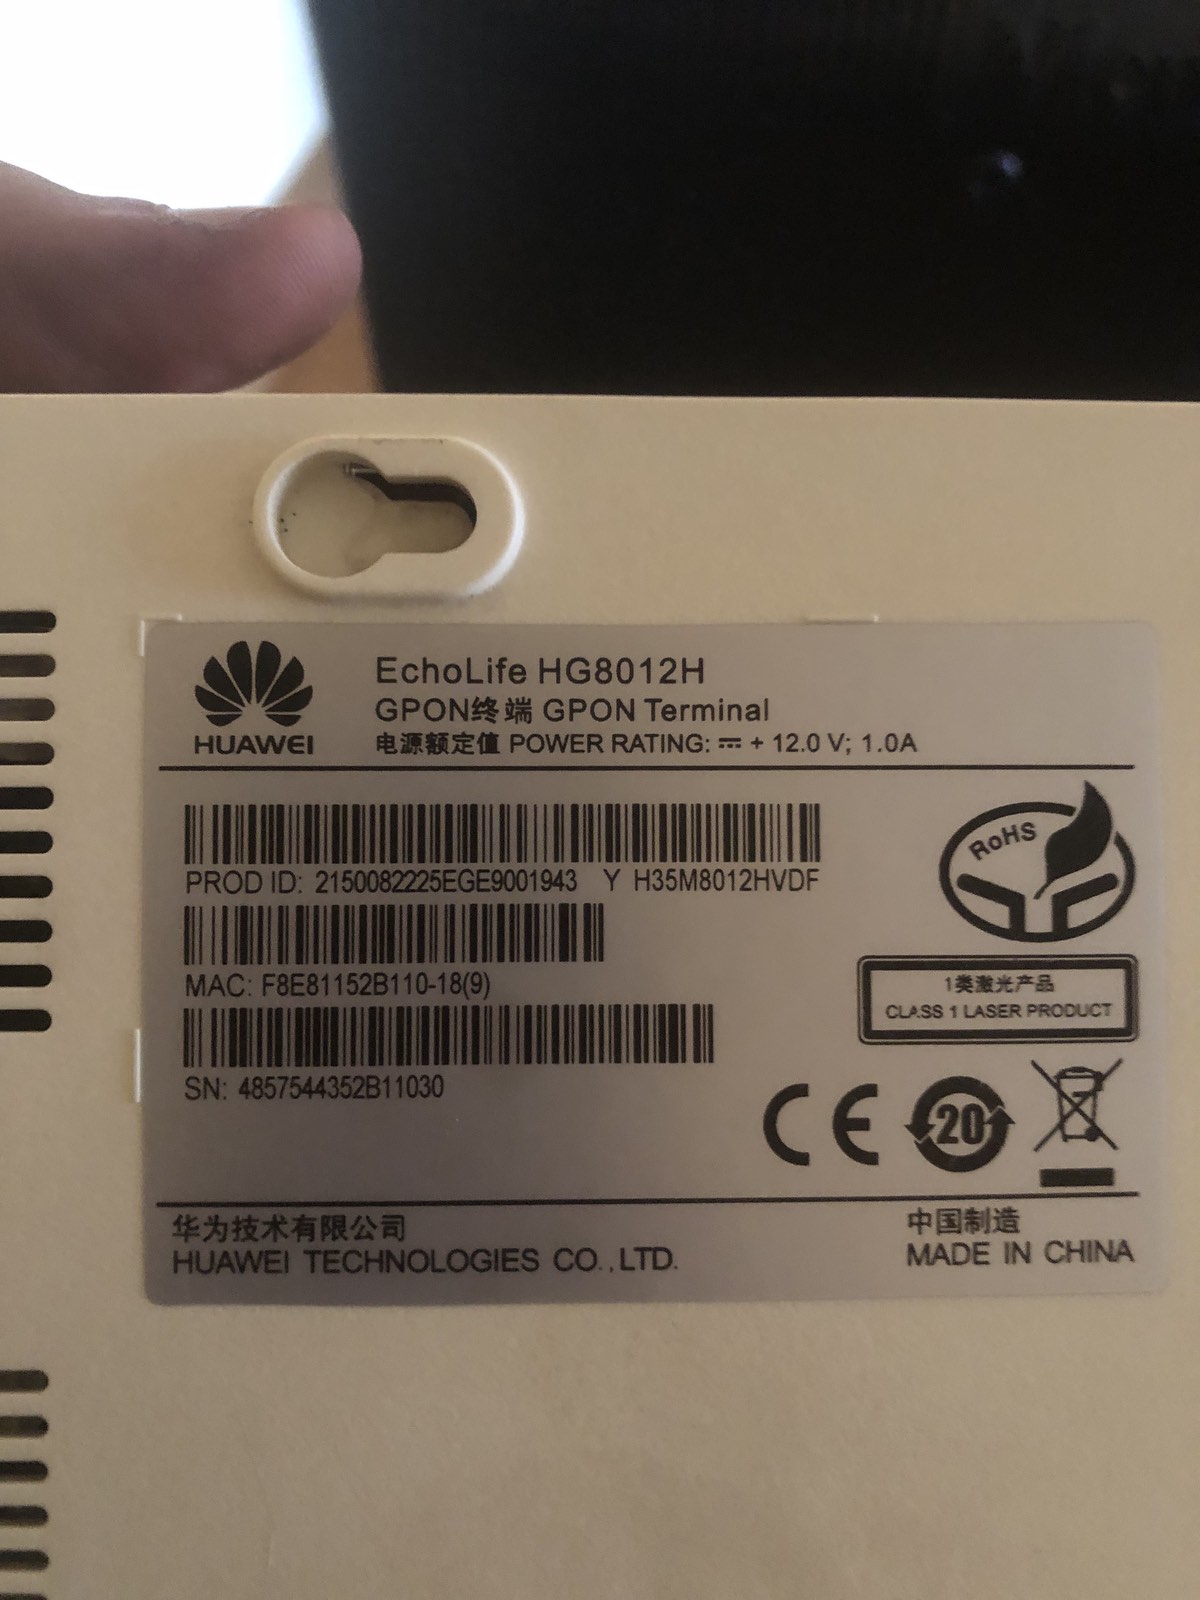 HUAWEI
EchoLife HG8012H
GPON终端 GPON Terminal
电源额定值 POWER RATING: ⎓ + 12.0 V; 1.0A
PROD ID: 2150082225EGE9001943 Y H35M8012HVDF
MAC: F8E81152B110-18(9)
SN: 4857544352B11030
RoHS
1类激光产品
CLASS 1 LASER PRODUCT
CE
20
华为技术有限公司
HUAWEI TECHNOLOGIES CO.,LTD.
中国制造
MADE IN CHINA